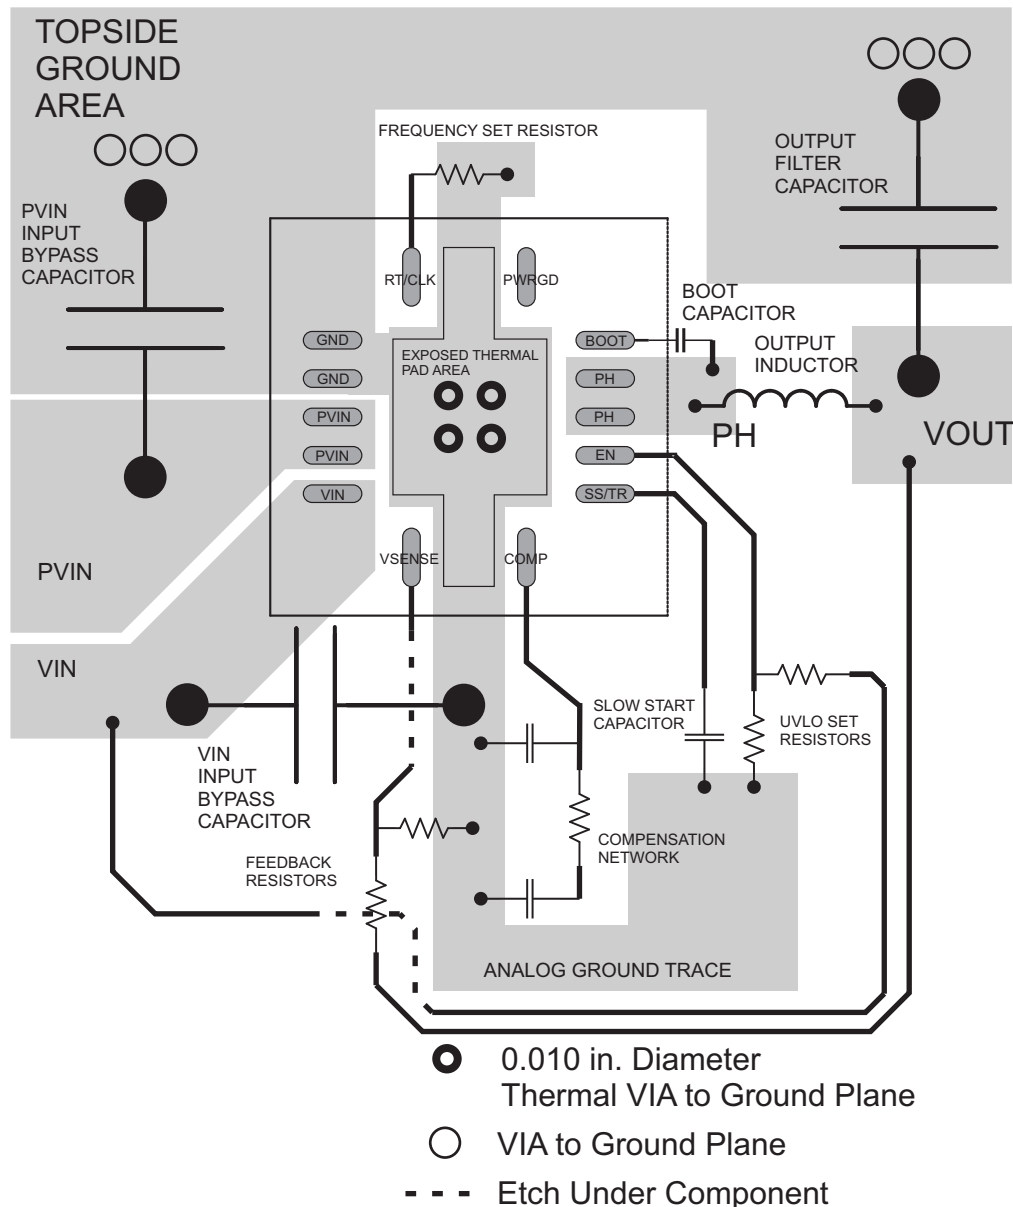 TOPSIDE
GROUND
AREA
FREQUENCY SET RESISTOR
OUTPUT
FILTER
CAPACITOR
PVIN
INPUT
BYPASS
CAPACITOR
RT/CLK
PWRGD
BOOT
CAPACITOR
GND
EXPOSED THERMAL
PAD AREA
BOOT
OUTPUT
INDUCTOR
GND
PH
PVIN
PH
PH
VOUT
PVIN
EN
VIN
SS/TR
VSENSE
COMP
PVIN
VIN
SLOW START
CAPACITOR
UVLO SET
RESISTORS
VIN
INPUT
BYPASS
CAPACITOR
COMPENSATION
NETWORK
FEEDBACK
RESISTORS
ANALOG GROUND TRACE
0.010 in. Diameter
Thermal VIA to Ground Plane
VIA to Ground Plane
Etch Under Component